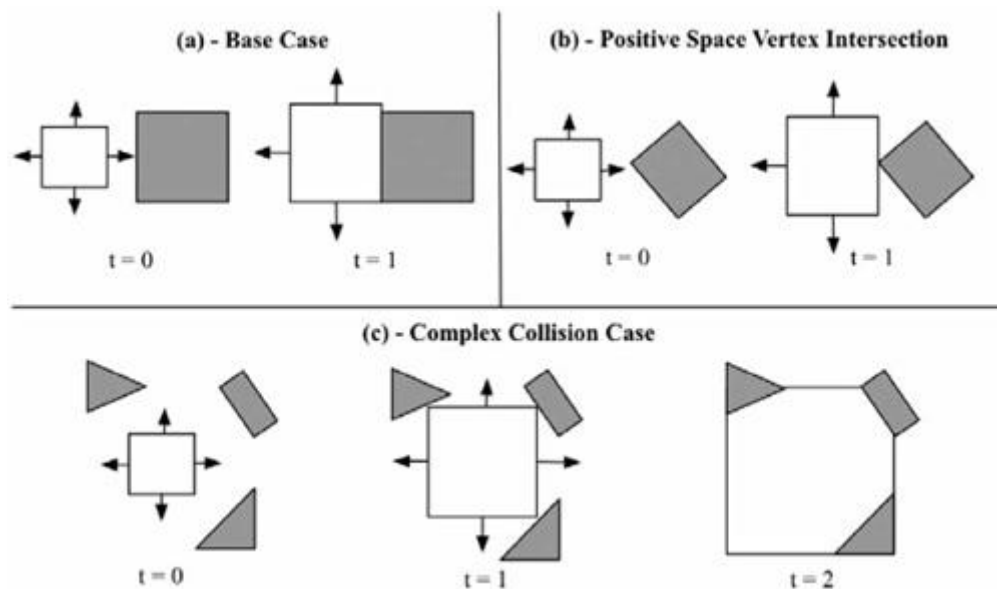 (a) - Base Case
(b) - Positive Space Vertex Intersection
t = 0
t = 1
t = 0
t = 1
(c) - Complex Collision Case
t = 0
t = 1
t = 2